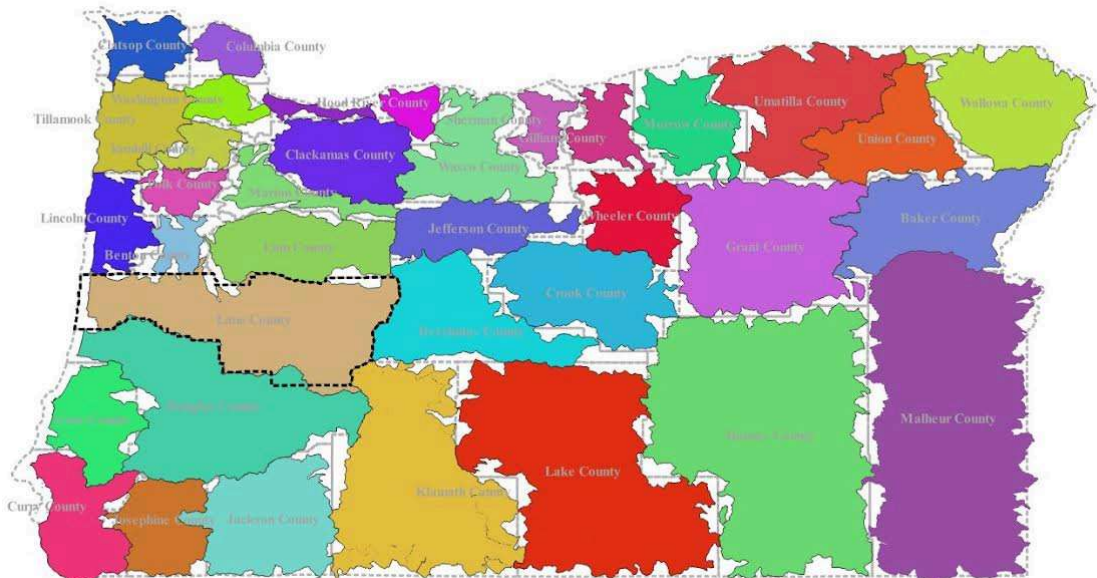 Clatsop County
Columbia County
Washington County
Hood River County
Tillamook County
Yamhill County
Sherman County
Gilliam County
Morrow County
Umatilla County
Wallowa County
Union County
Clackamas County
Wasco County
Polk County
Marion County
Lincoln County
Jefferson County
Wheeler County
Grant County
Baker County
Benton County
Linn County
Crook County
Lane County
Deschutes County
Douglas County
Harney County
Malheur County
Lake County
Klamath County
Curry County
Josephine County
Jackson County